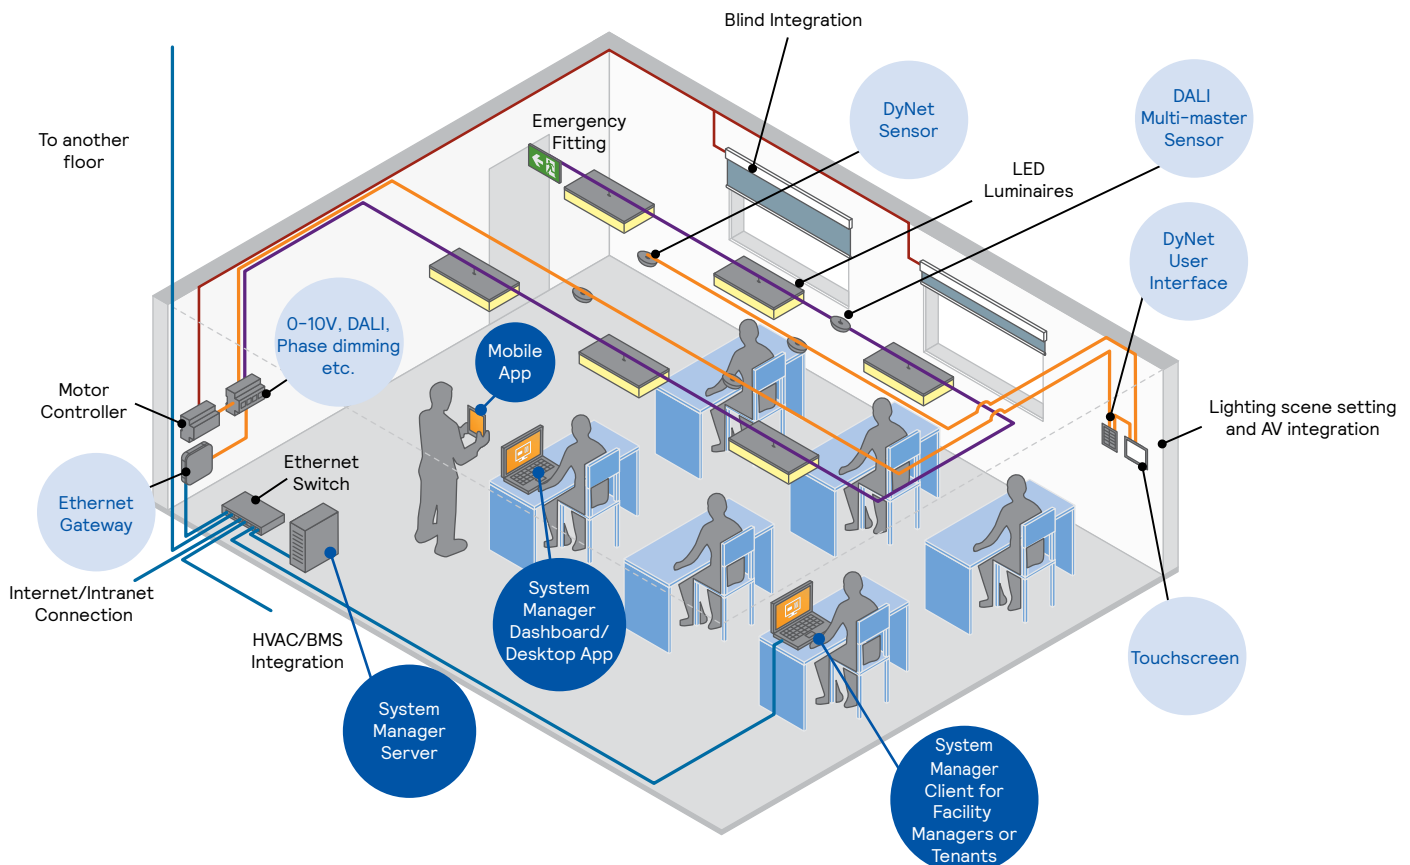 Blind Integration
DyNet
Sensor
DALI
Multi-master
Sensor
To another
floor
Emergency
Fitting
LED
Luminaires
DyNet
User
Interface
0-10V, DALI,
Phase dimming
etc.
Mobile
App
Motor
Controller
Lighting scene setting
and AV integration
Ethernet
Switch
Ethernet
Gateway
Internet/Intranet
Connection
System
Manager
Dashboard/
Desktop App
HVAC/BMS
Integration
Touchscreen
System
Manager
Server
System
Manager
Client for
Facility
Managers or
Tenants